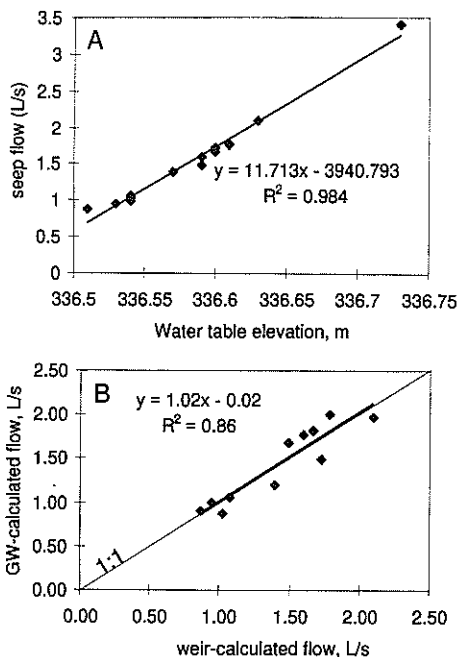 A
3.5
3
2.5
2
1.5
1
0.5
0
seep flow (L/s)
y = 11.713x - 3940.793
R² = 0.984
336.5 336.55 336.6 336.65 336.7 336.75
Water table elevation, m
B
2.50
2.00
1.50
1.00
0.50
0.00
GW-calculated flow, L/s
y = 1.02x - 0.02
R² = 0.86
1:1
0.00 0.50 1.00 1.50 2.00 2.50
weir-calculated flow, L/s